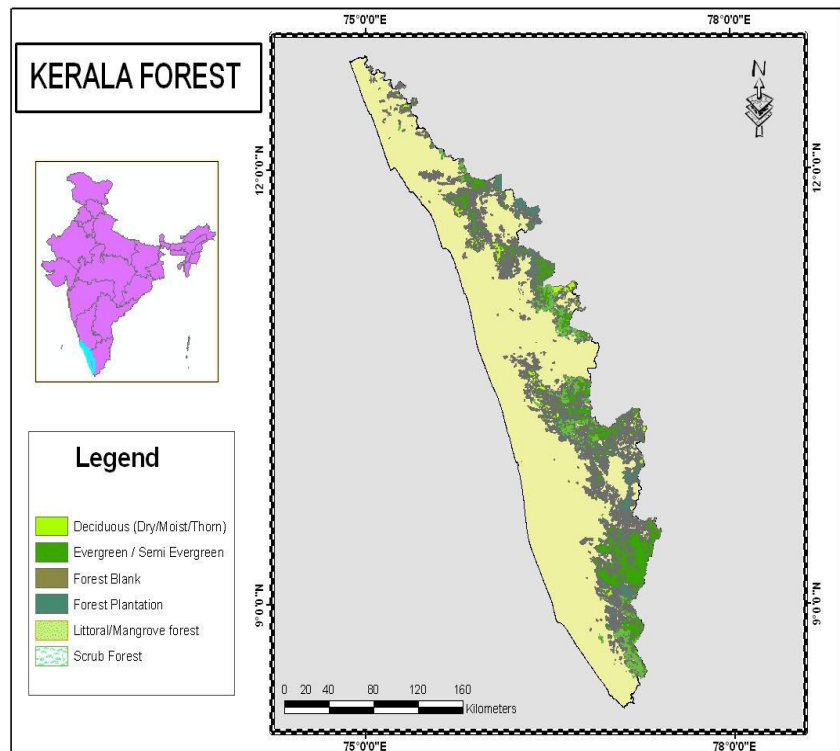 KERALA FOREST
75°0'0"E
78°0'0"E
N
12°0'0"N
12°0'0"N
Legend
Deciduous (Dry/Moist/Thorn)
Evergreen / Semi Evergreen
Forest Blank
Forest Plantation
Littoral/Mangrove forest
Scrub Forest
9°0'0"N
9°0'0"N
0 20 40 80 120 160
Kilometers
75°0'0"E
78°0'0"E